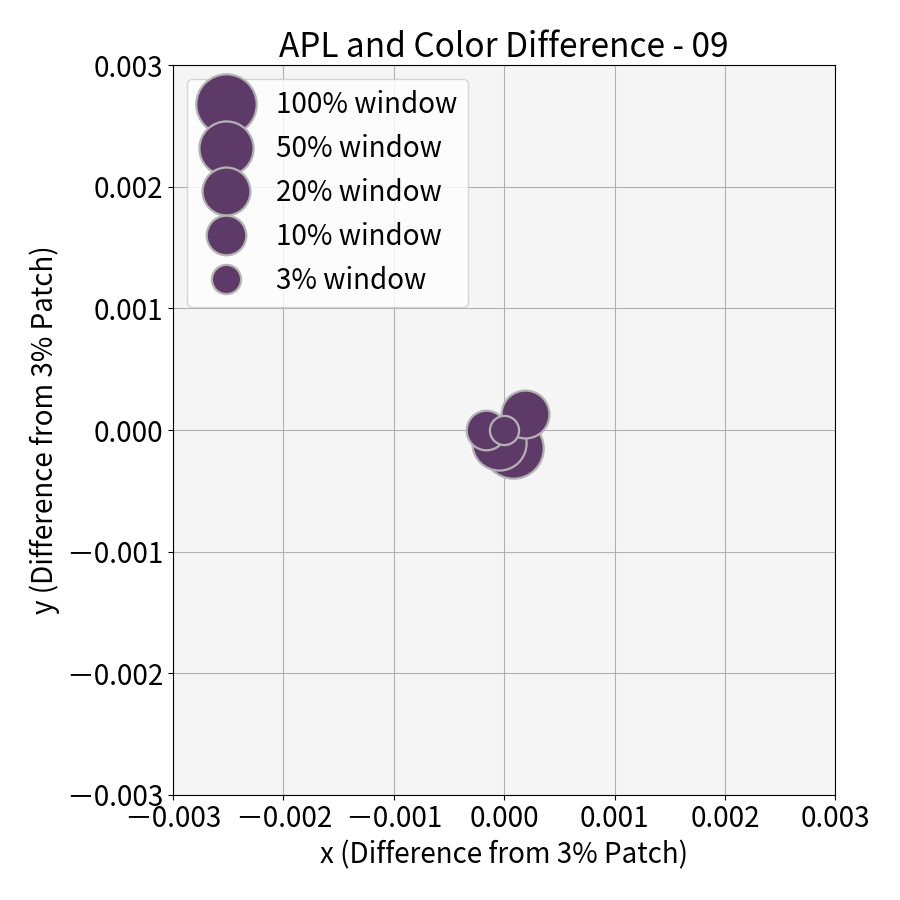 APL and Color Difference - 09
100% window
50% window
20% window
10% window
3% window
0.003
0.002
0.001
0.000
−0.001
−0.002
−0.003
y (Difference from 3% Patch)
−0.003 −0.002 −0.001 0.000 0.001 0.002 0.003
x (Difference from 3% Patch)